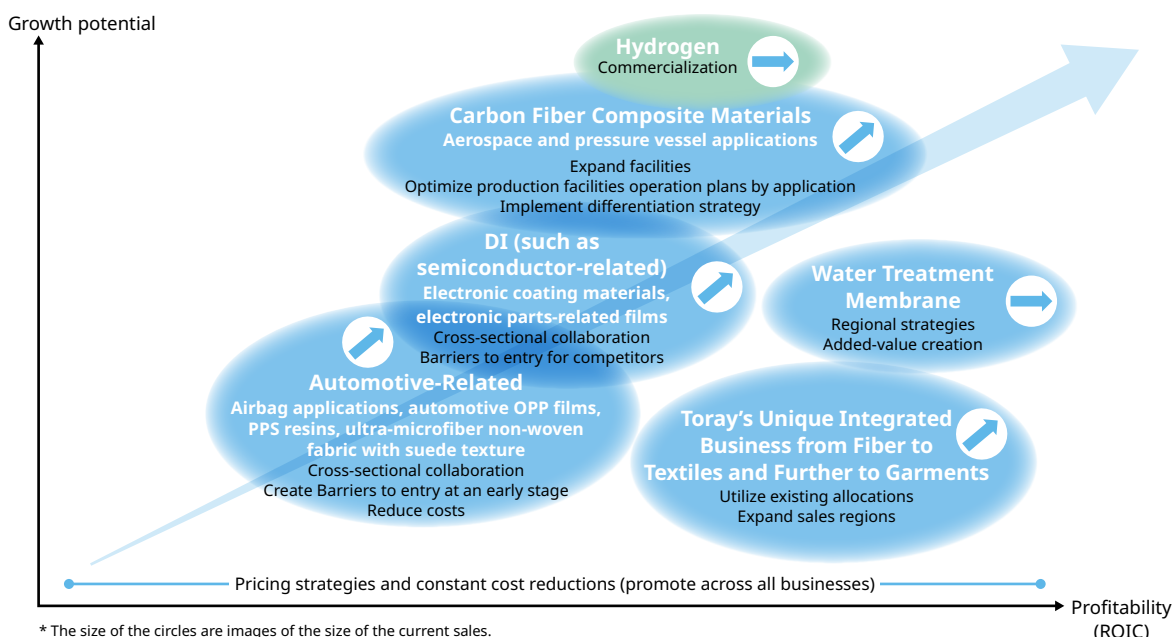 Growth potential
Hydrogen
Commercialization
Carbon Fiber Composite Materials
Aerospace and pressure vessel applications
Expand facilities
Optimize production facilities operation plans by application
Implement differentiation strategy
DI (such as
semiconductor-related)
Electronic coating materials,
electronic parts-related films
Cross-sectional collaboration
Barriers to entry for competitors
Water Treatment
Membrane
Regional strategies
Added-value creation
Automotive-Related
Airbag applications, automotive OPP films,
PPS resins, ultra-microfiber non-woven
fabric with suede texture
Cross-sectional collaboration
Create Barriers to entry at an early stage
Reduce costs
Toray’s Unique Integrated
Business from Fiber to
Textiles and Further to Garments
Utilize existing allocations
Expand sales regions
Pricing strategies and constant cost reductions (promote across all businesses)
Profitability
(ROIC)
* The size of the circles are images of the size of the current sales.